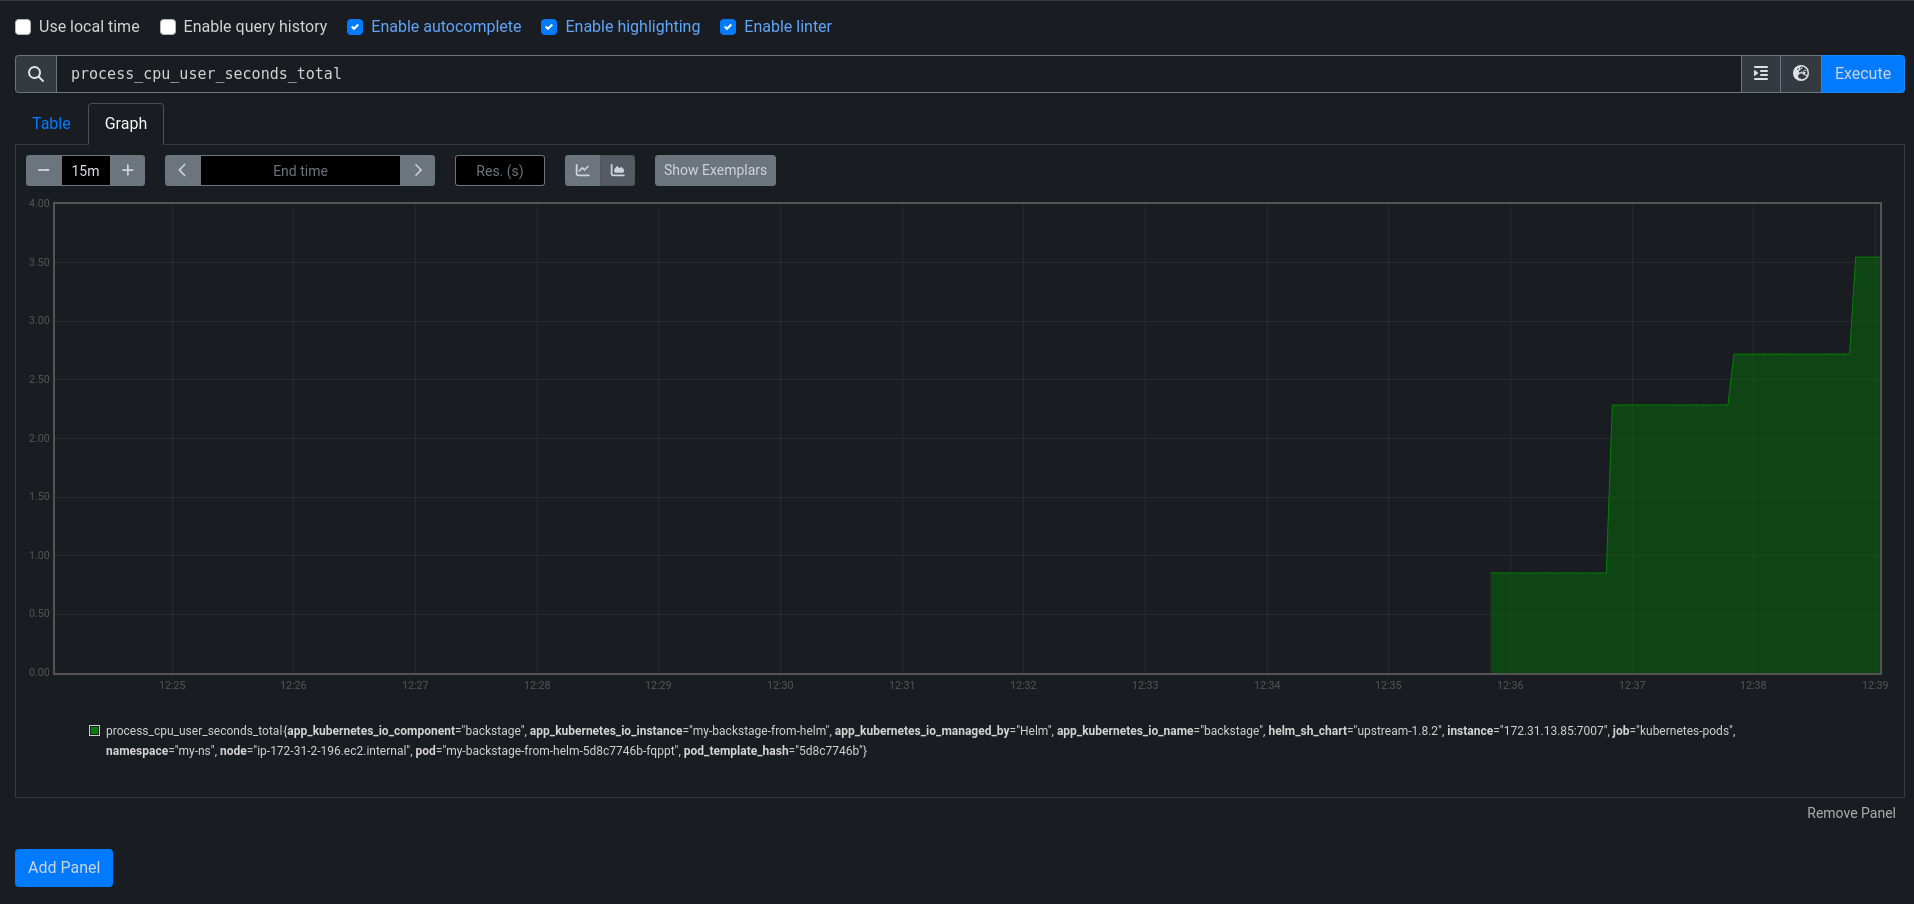 Use local time Enable query history Enable autocomplete Enable highlighting Enable linter
process_cpu_user_seconds_total Execute
Table Graph
15m End time Res. (s) Show Exemplars
4.00
3.50
3.00
2.50
2.00
1.50
1.00
0.50
0.00
12:25 12:26 12:27 12:28 12:29 12:30 12:31 12:32 12:33 12:34 12:35 12:36 12:37 12:38 12:39
process_cpu_user_seconds_total{app_kubernetes_io_component="backstage", app_kubernetes_io_instance="my-backstage-from-helm", app_kubernetes_io_managed_by="Helm", app_kubernetes_io_name="backstage", helm_sh_chart="upstream-1.8.2", instance="172.31.13.85:7007", job="kubernetes-pods",
namespace="my-ns", node="ip-172-31-2-196.ec2.internal", pod="my-backstage-from-helm-5d8c7746b-fqppt", pod_template_hash="5d8c7746b"}
Remove Panel
Add Panel